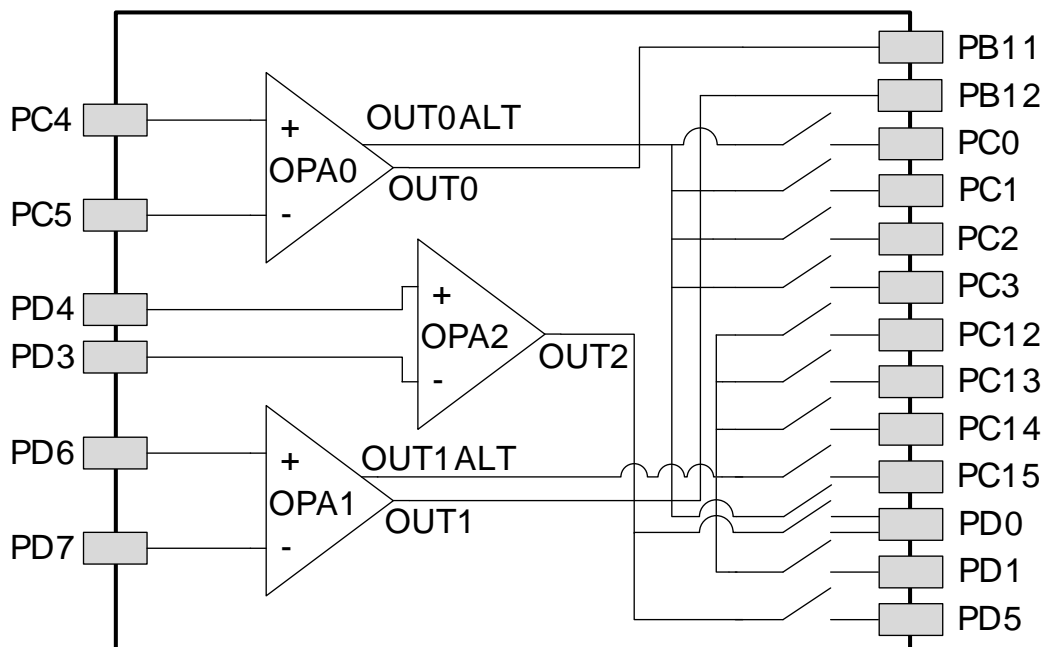 PB11
PB12
PC4
+
OUT0ALT
PC0
OPA0
OUT0
PC1
PC5
-
PC2
PC3
PD4
+
OPA2
OUT2
PC12
PD3
-
PC13
PC14
PD6
+
OUT1ALT
PC15
OPA1
OUT1
PD0
PD7
-
PD1
PD5